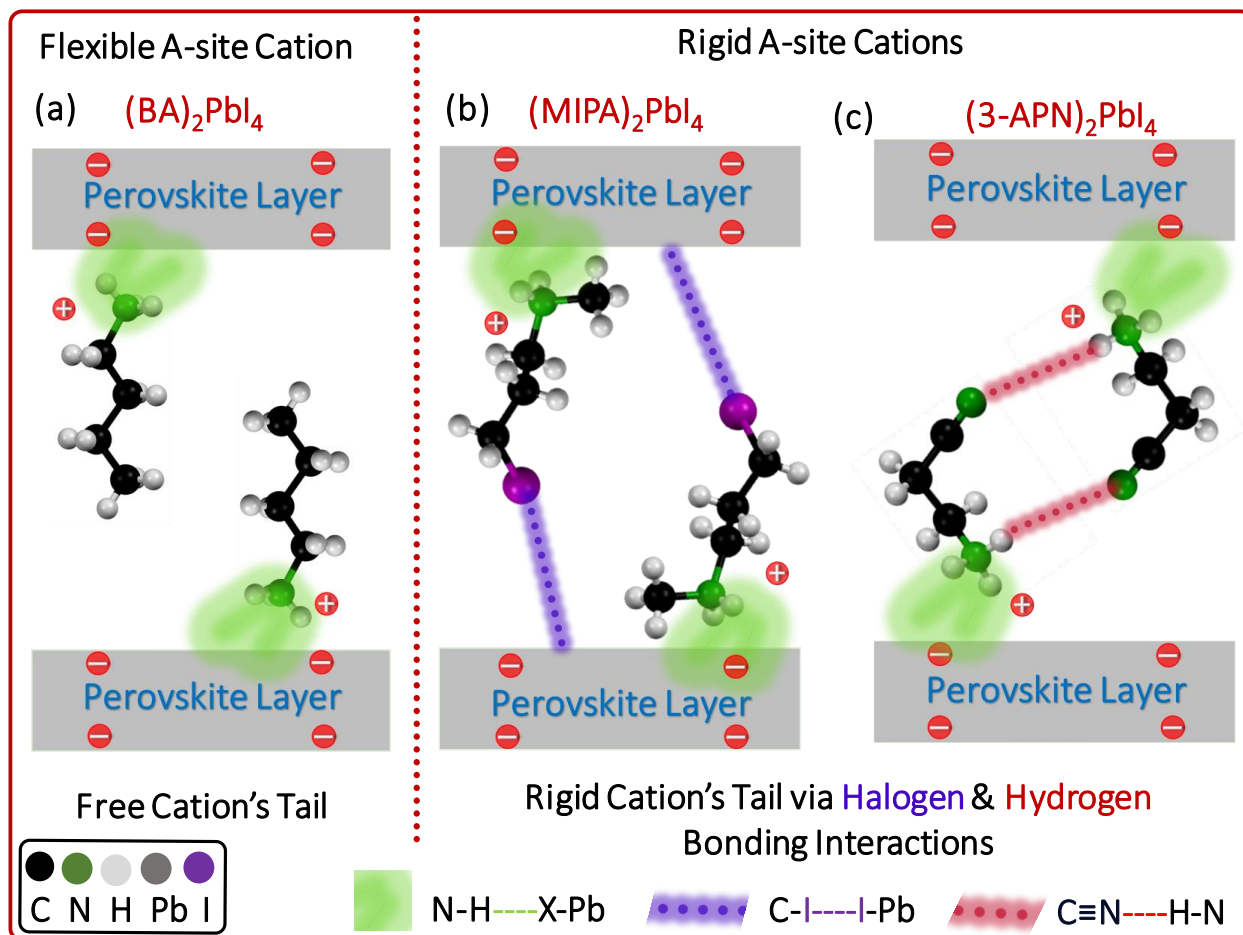 Flexible A-site Cation
Rigid A-site Cations
(a) (BA)₂PbI₄
(b) (MIPA)₂PbI₄
(c) (3-APN)₂PbI₄
Perovskite Layer
Perovskite Layer
Perovskite Layer
Perovskite Layer
Perovskite Layer
Perovskite Layer
Free Cation's Tail
Rigid Cation's Tail via Halogen & Hydrogen
Bonding Interactions
C N H Pb I
N-H----X-Pb
C-I----I-Pb
C≡N----H-N